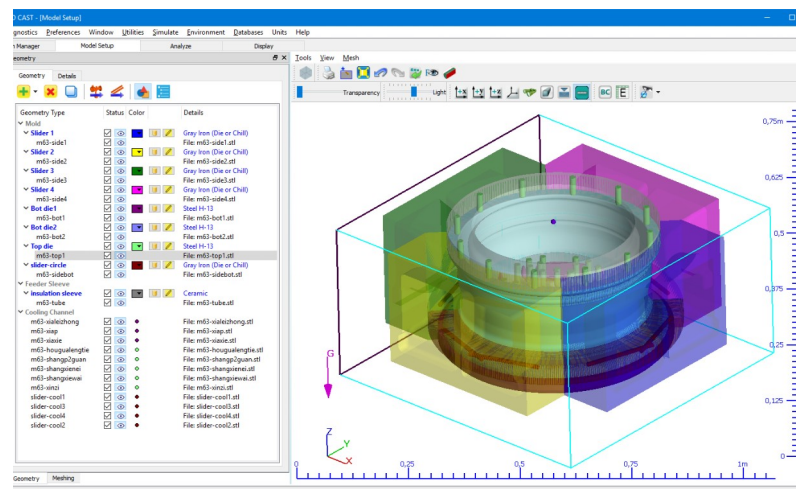 CAST - [Model Setup]
gnostics Preferences Window Utilities Simulate Environment Databases Units Help
Manager Model Setup Analyze Display
eometry Tools View Mesh
Geometry Details
Transparency Light BC E
Geometry Type Status Color Details
Mold
Slider 1 Gray Iron (Die or Chill)
m63-side1 File: m63-side1.stl
Slider 2 Gray Iron (Die or Chill)
m63-side2 File: m63-side2.stl
Slider 3 Gray Iron (Die or Chill)
m63-side3 File: m63-side3.stl
Slider 4 Gray Iron (Die or Chill)
m63-side4 File: m63-side4.stl
Bot die1 Steel H-13
m63-bot1 File: m63-bot1.stl
Bot die2 Steel H-13
m63-bot2 File: m63-bot2.stl
Top die Steel H-13
m63-top1 File: m63-top1.stl
slider-circle Gray Iron (Die or Chill)
m63-sidebot File: m63-sidebot.stl
Feeder Sleeve
insulation sleeve Ceramic
m63-tube File: m63-tube.stl
Cooling Channel
m63-xialeizhong File: m63-xialeizhong.stl
m63-xiap File: m63-xiap.stl
m63-xiaxie File: m63-xiaxie.stl
m63-hougualengtie File: m63-hougualengtie.stl
m63-shangp2guan File: m63-shangp2guan.stl
m63-shangxienei File: m63-shangxienei.stl
m63-shangxiewai File: m63-shangxiewai.stl
m63-xinzi File: m63-xinzi.stl
slider-cool1 File: slider-cool1.stl
slider-cool3 File: slider-cool3.stl
slider-cool4 File: slider-cool4.stl
slider-cool2 File: slider-cool2.stl
Geometry Meshing
0,75m
0,625
0,5
0,375
0,25
0,125
0
G
Z
Y
X
0 0,25 0,5 0,75 1m